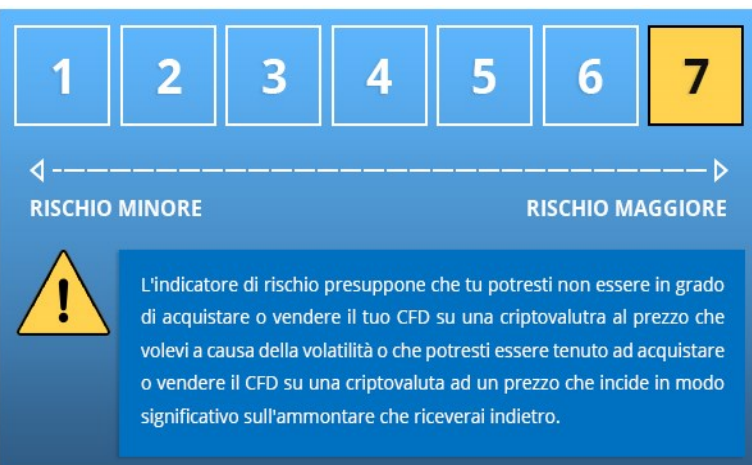 1 2 3 4 5 6 7
RISCHIO MINORE RISCHIO MAGGIORE
!
L'indicatore di rischio presuppone che tu potresti non essere in grado
di acquistare o vendere il tuo CFD su una criptovalutra al prezzo che
volevi a causa della volatilità o che potresti essere tenuto ad acquistare
o vendere il CFD su una criptovaluta ad un prezzo che incide in modo
significativo sull'ammontare che riceverai indietro.